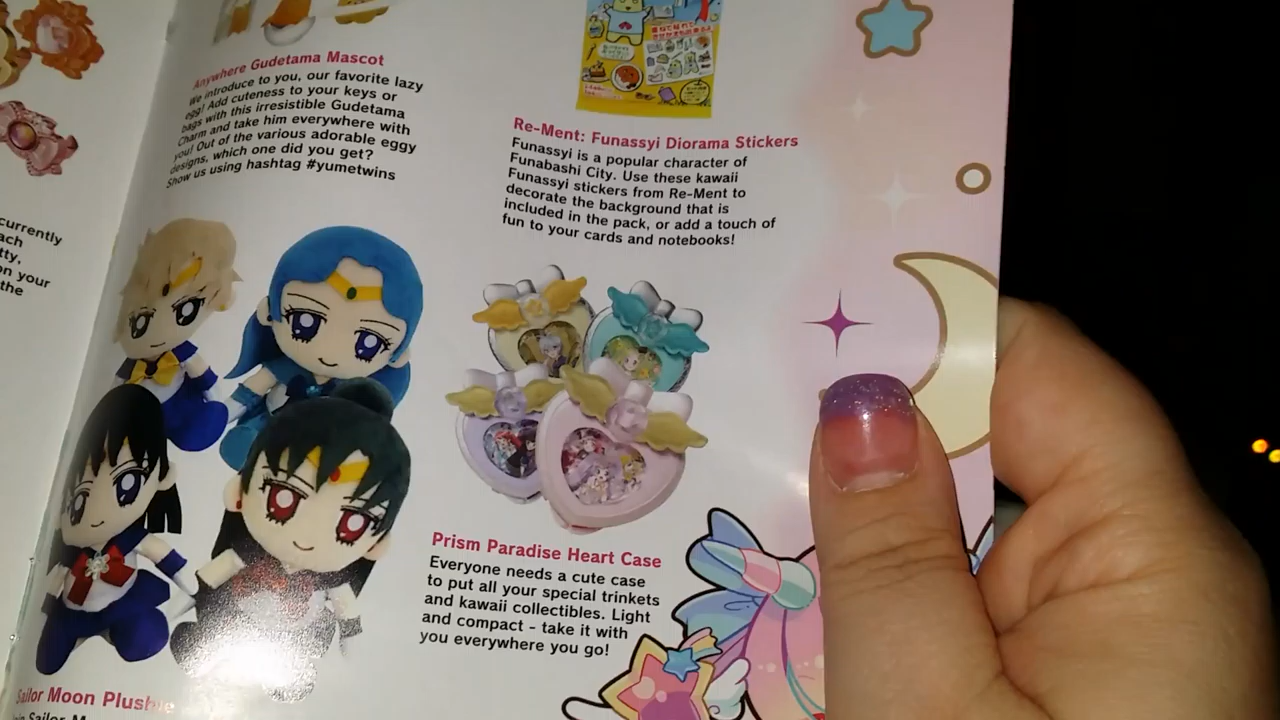 Anywhere Gudetama Mascot
We introduce to you, our favorite lazy
egg! Add cuteness to your keys or
bags with this irresistible Gudetama
Charm and take him everywhere with
you! Out of the various adorable eggy
designs, which one did you get?
Show us using hashtag #yumetwins
Re-Ment: Funassyi Diorama Stickers
Funassyi is a popular character of
Funabashi City. Use these kawaii
Funassyi stickers from Re-Ment to
decorate the background that is
included in the pack, or add a touch of
fun to your cards and notebooks!
currently
on your
the
Prism Paradise Heart Case
Everyone needs a cute case
to put all your special trinkets
and kawaii collectibles. Light
and compact - take it with
you everywhere you go!
Sailor Moon Plushie